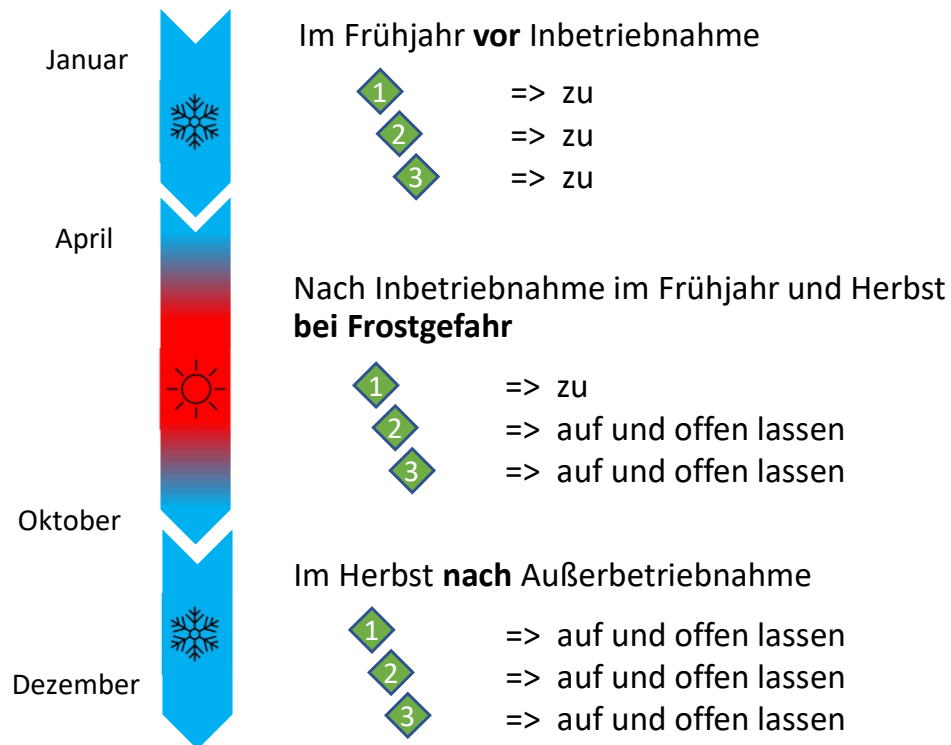 Januar
Im Frühjahr vor Inbetriebnahme
1 => zu
2 => zu
3 => zu
April
Nach Inbetriebnahme im Frühjahr und Herbst
bei Frostgefahr
1 => zu
2 => auf und offen lassen
3 => auf und offen lassen
Oktober
Im Herbst nach Außerbetriebnahme
1 => auf und offen lassen
2 => auf und offen lassen
Dezember
3 => auf und offen lassen